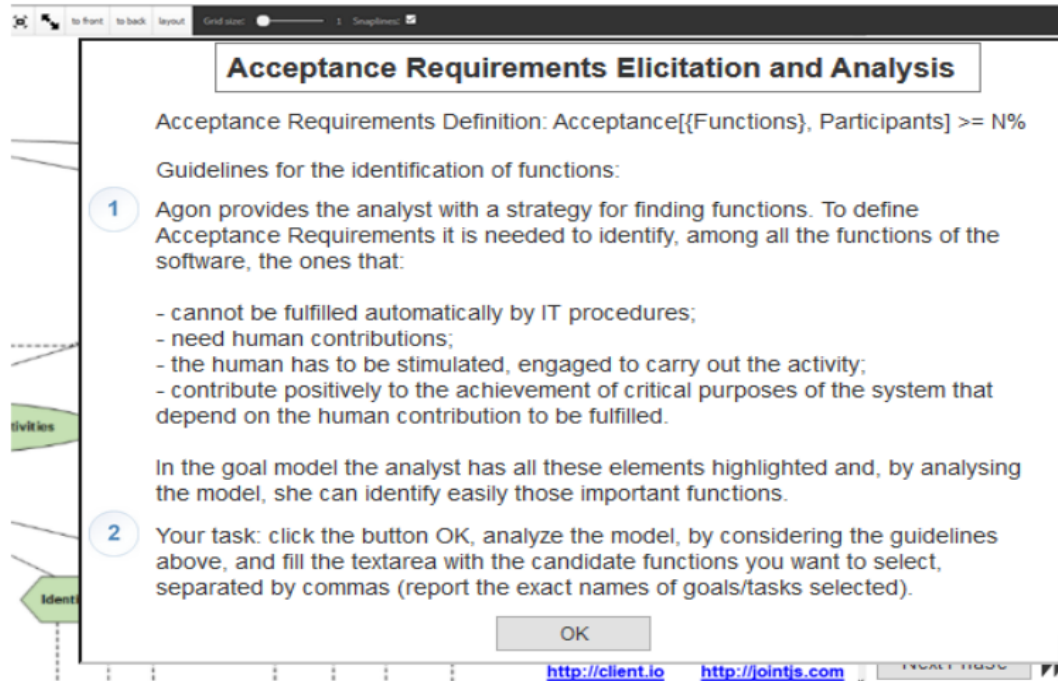 to front to back layout Grid size: 1 Snaplines:
Acceptance Requirements Elicitation and Analysis
Acceptance Requirements Definition: Acceptance[{Functions}, Participants] >= N%
Guidelines for the identification of functions:
1 Agon provides the analyst with a strategy for finding functions. To define
Acceptance Requirements it is needed to identify, among all the functions of the
software, the ones that:
- cannot be fulfilled automatically by IT procedures;
- need human contributions;
- the human has to be stimulated, engaged to carry out the activity;
- contribute positively to the achievement of critical purposes of the system that
tivities
depend on the human contribution to be fulfilled.
In the goal model the analyst has all these elements highlighted and, by analysing
the model, she can identify easily those important functions.
2 Your task: click the button OK, analyze the model, by considering the guidelines
above, and fill the textarea with the candidate functions you want to select,
separated by commas (report the exact names of goals/tasks selected).
Identi
OK
http://client.io http://jointjs.com Next Phase